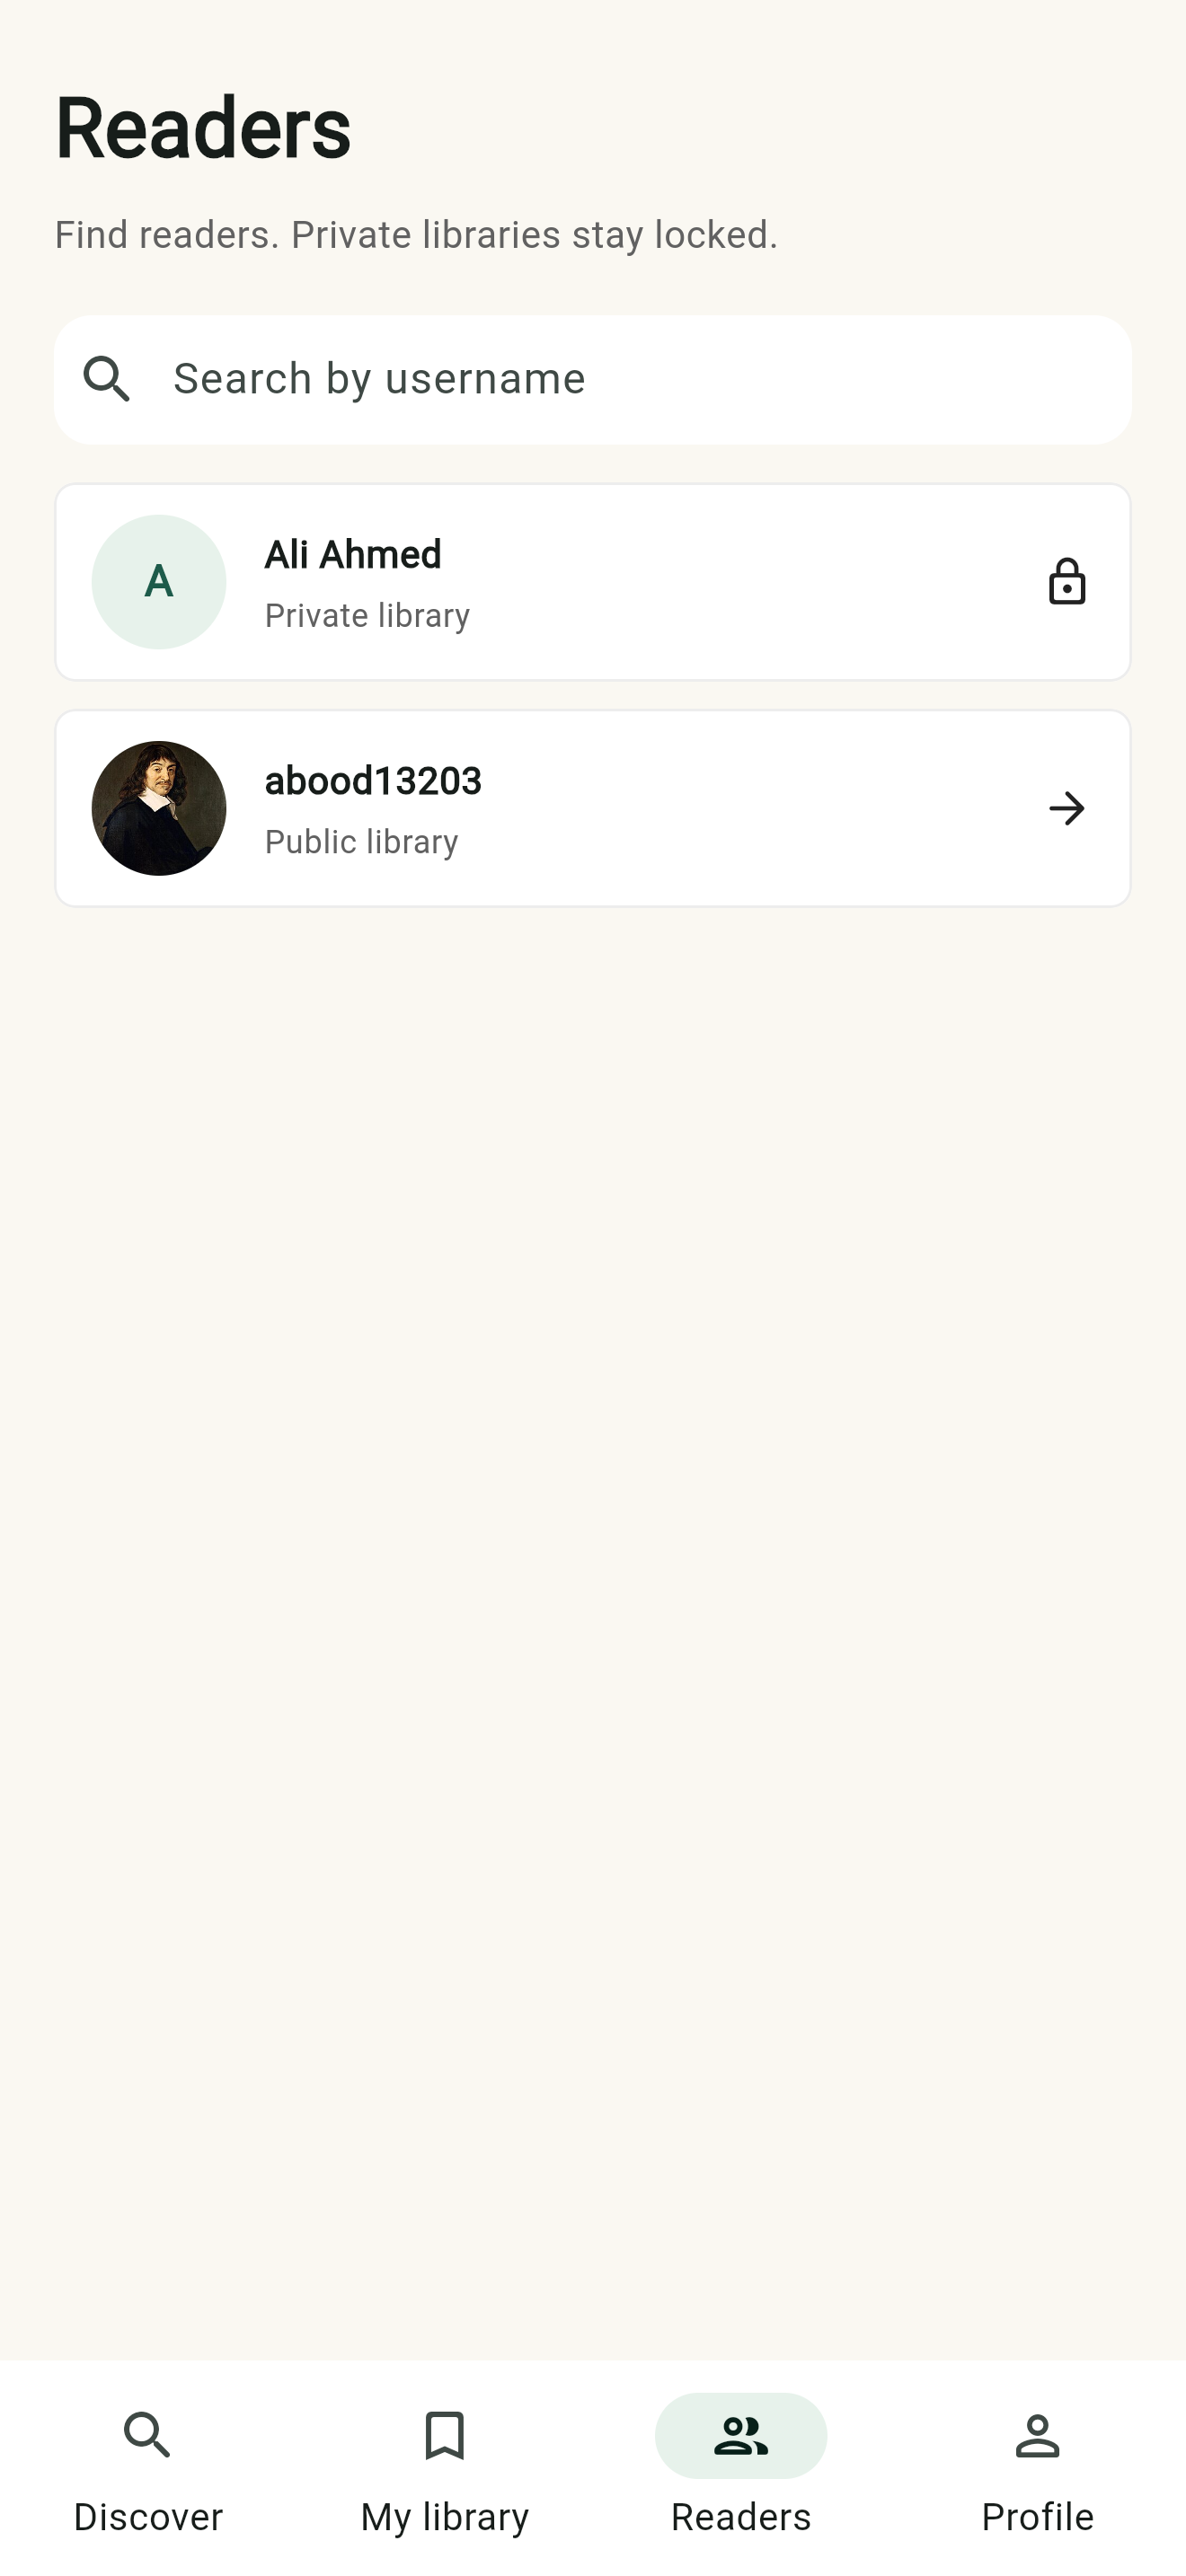 Readers
Find readers. Private libraries stay locked.
Search by username
A
Ali Ahmed
Private library
abood13203
Public library
Discover
My library
Readers
Profile